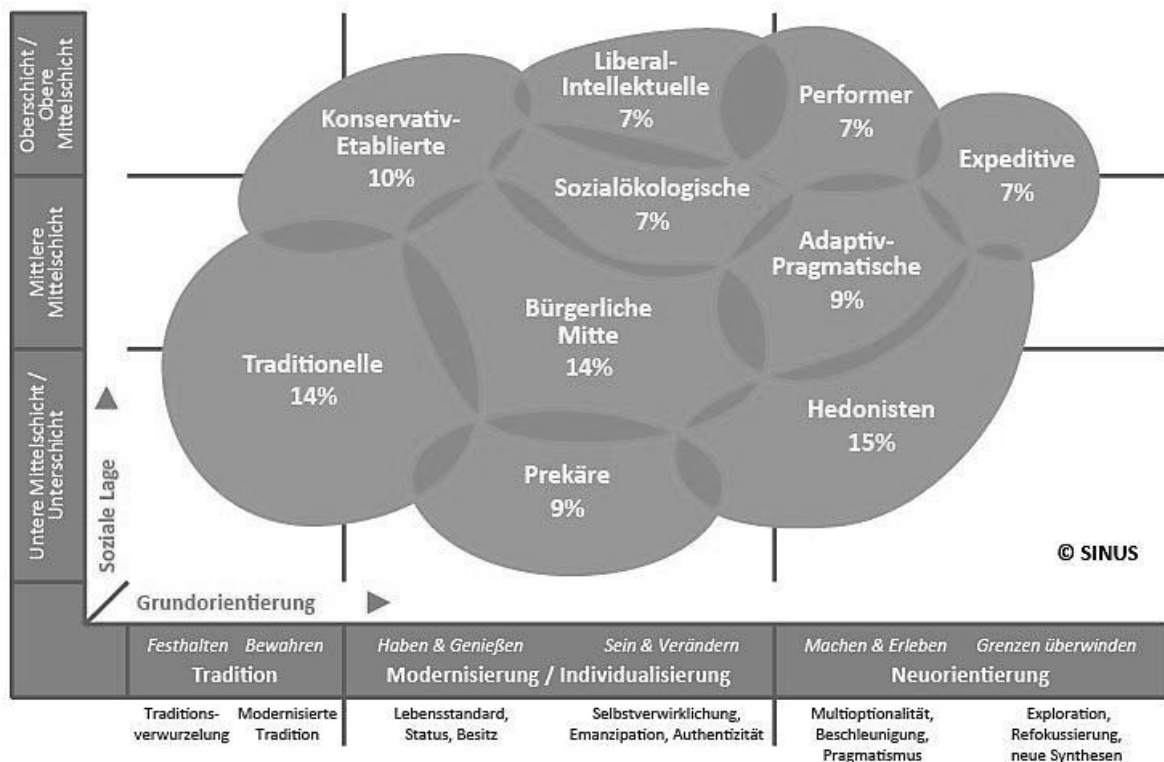 Oberschicht /
Obere
Mittelschicht
Mittlere
Mittelschicht
Untere Mittelschicht /
Unterschicht
Soziale Lage
Konservativ-
Etablierte
10%
Liberal-
Intellektuelle
7%
Performer
7%
Expeditive
7%
Sozialökologische
7%
Adaptiv-
Pragmatische
9%
Traditionelle
14%
Bürgerliche
Mitte
14%
Hedonisten
15%
Prekäre
9%
© SINUS
Grundorientierung
Festhalten Bewahren
Tradition
Haben & Genießen Sein & Verändern
Modernisierung / Individualisierung
Machen & Erleben Grenzen überwinden
Neuorientierung
Traditions-
verwurzelung
Modernisierte
Tradition
Lebensstandard,
Status, Besitz
Selbstverwirklichung,
Emanzipation, Authentizität
Multioptionalität,
Beschleunigung,
Pragmatismus
Exploration,
Refokussierung,
neue Synthesen